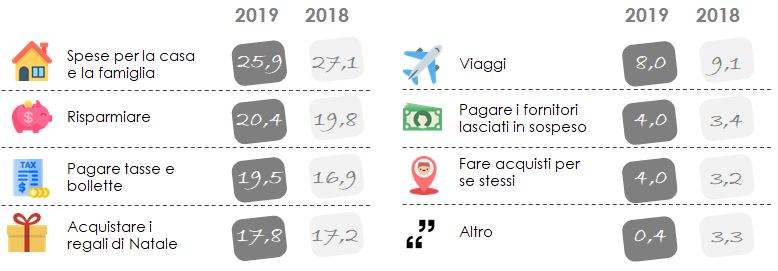 2019 2018
Spese per la casa
e la famiglia
25,9 27,1
Risparmiare
20,4 19,8
TAX
Pagare tasse e
bollette
19,5 16,9
Acquistare i
regali di Natale
17,8 17,2
2019 2018
Viaggi
8,0 9,1
Pagare i fornitori
lasciati in sospeso
4,0 3,4
Fare acquisti per
se stessi
4,0 3,2
Altro
0,4 3,3